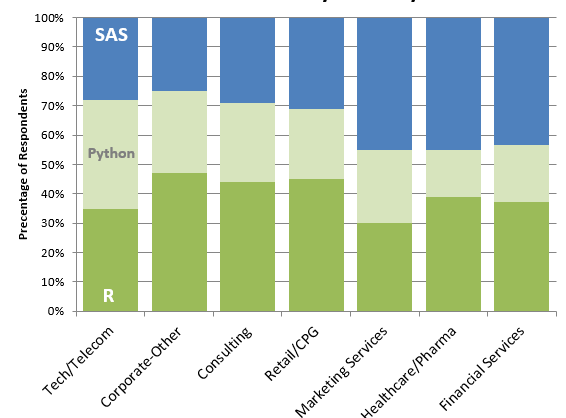 100%
90%
80%
70%
60%
50%
40%
30%
20%
10%
0%
Precentage of Respondents
SAS
Python
R
Tech/Telecom
Corporate-Other
Consulting
Retail/CPG
Marketing Services
Healthcare/Pharma
Financial Services